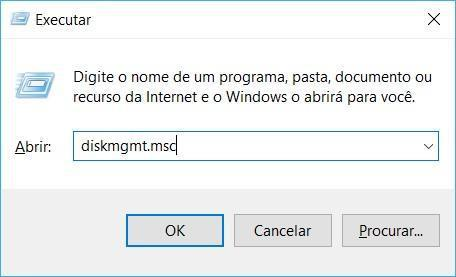 Executar
Digite o nome de um programa, pasta, documento ou
recurso da Internet e o Windows o abrirá para você.
Abrir: diskmgmt.msc
OK Cancelar Procurar...